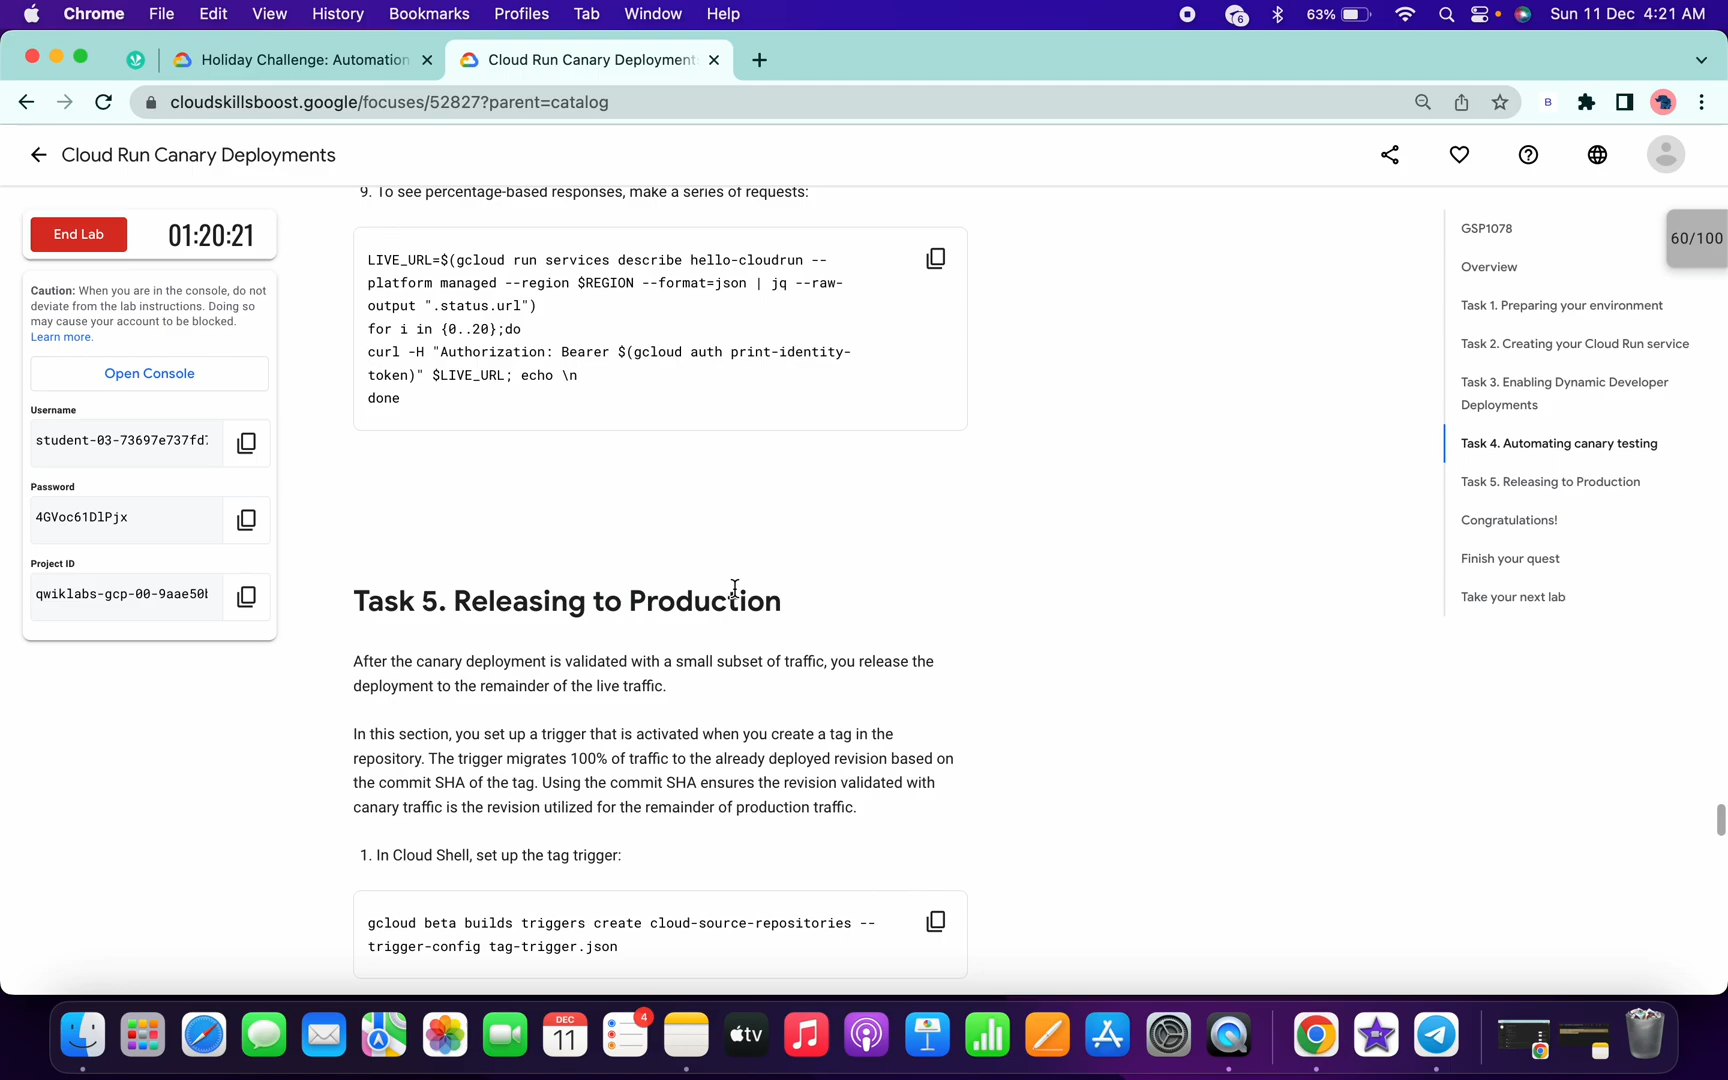 Chrome File Edit View History Bookmarks Profiles Tab Window Help 6 63% Sun 11 Dec 4:21 AM
Holiday Challenge: Automation Cloud Run Canary Deployment
cloudskillsboost.google/focuses/52827?parent=catalog B
Cloud Run Canary Deployments
End Lab 01:20:21
Caution: When you are in the console, do not
deviate from the lab instructions. Doing so
may cause your account to be blocked.
Learn more.
Open Console
Username
student-03-73697e737fd
Password
4GVoc61DlPjx
Project ID
qwiklabs-gcp-00-9aae50
9. To see percentage-based responses, make a series of requests:
LIVE_URL=$(gcloud run services describe hello-cloudrun --
platform managed --region $REGION --format=json | jq --raw-
output ".status.url")
for i in {0..20};do
curl -H "Authorization: Bearer $(gcloud auth print-identity-
token)" $LIVE_URL; echo \n
done
Task 5. Releasing to Production
After the canary deployment is validated with a small subset of traffic, you release the
deployment to the remainder of the live traffic.
In this section, you set up a trigger that is activated when you create a tag in the
repository. The trigger migrates 100% of traffic to the already deployed revision based on
the commit SHA of the tag. Using the commit SHA ensures the revision validated with
canary traffic is the revision utilized for the remainder of production traffic.
1. In Cloud Shell, set up the tag trigger:
gcloud beta builds triggers create cloud-source-repositories --
trigger-config tag-trigger.json
GSP1078
60/100
Overview
Task 1. Preparing your environment
Task 2. Creating your Cloud Run service
Task 3. Enabling Dynamic Developer
Deployments
Task 4. Automating canary testing
Task 5. Releasing to Production
Congratulations!
Finish your quest
Take your next lab
DEC
11
4
tv